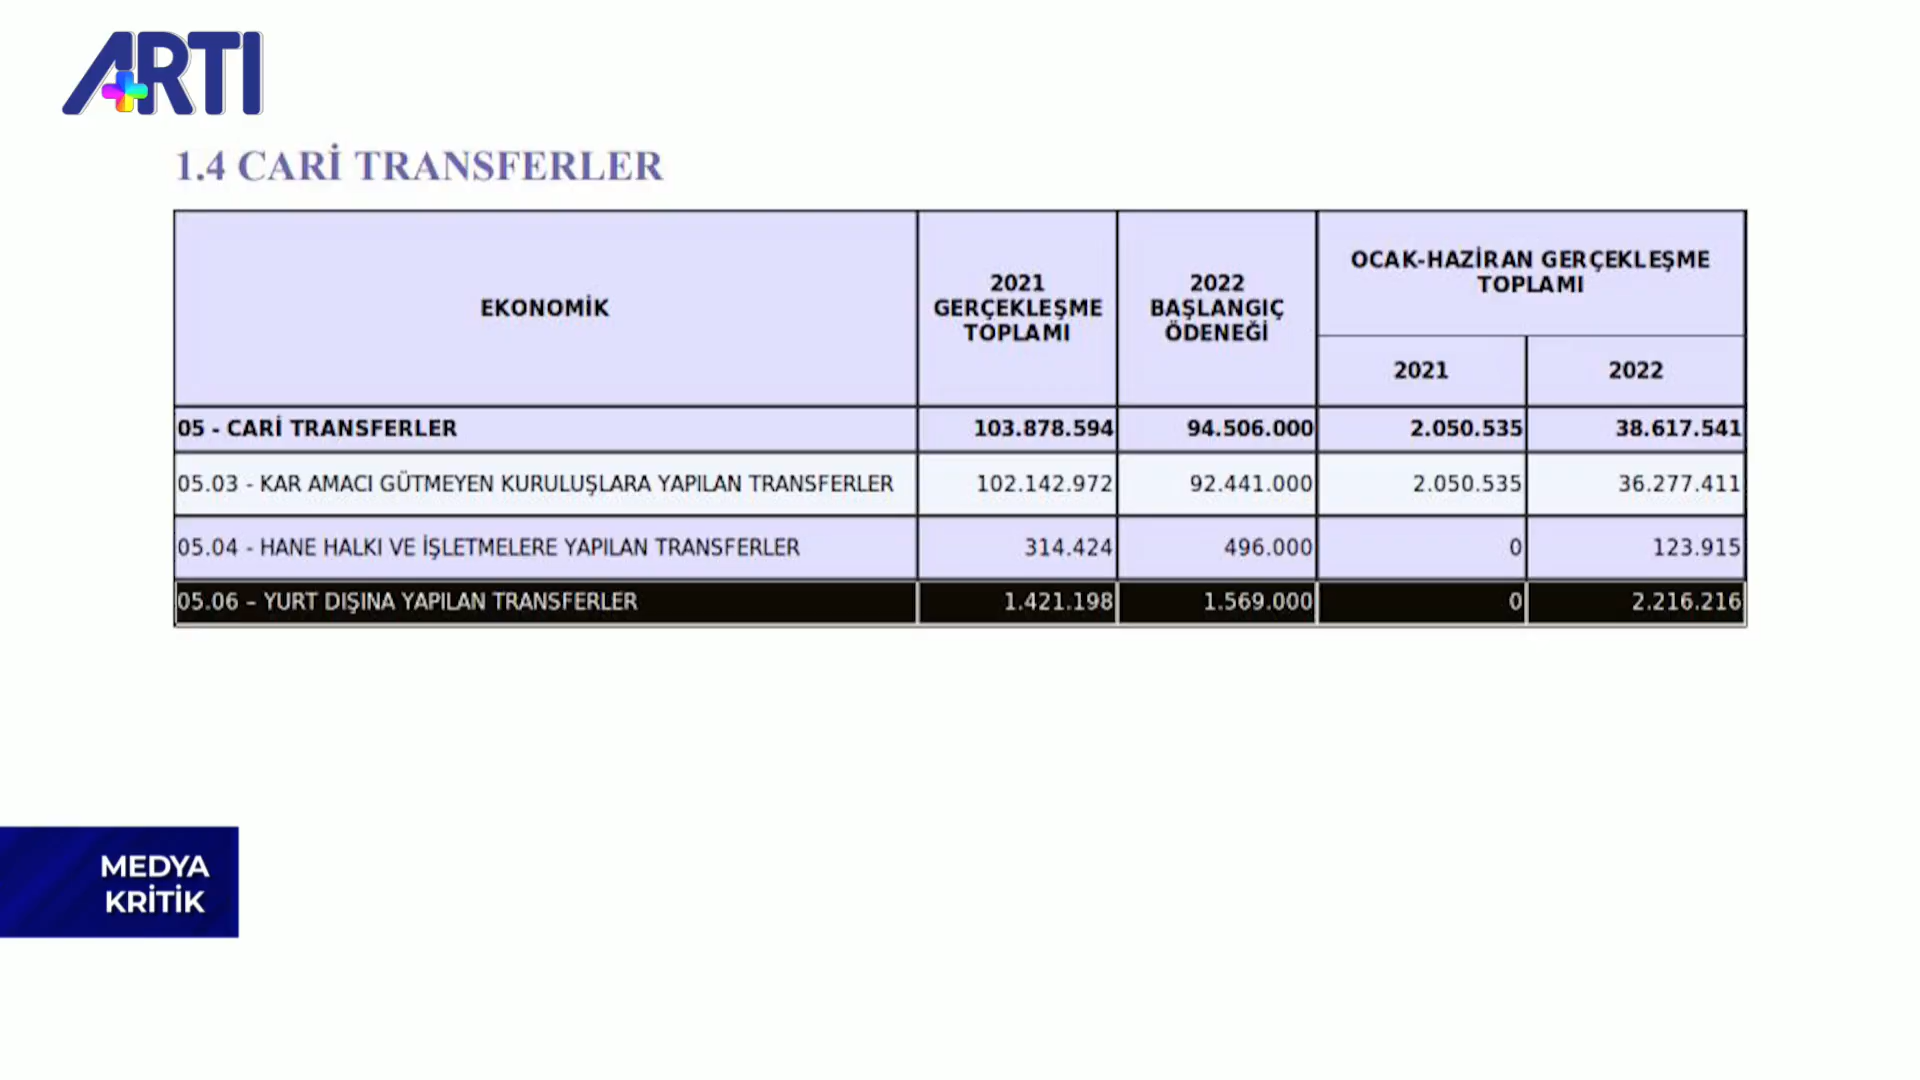 ARTI
1.4 CARİ TRANSFERLER
EKONOMİK
2021
GERÇEKLEŞME
TOPLAMI
2022
BAŞLANGIÇ
ÖDENEĞİ
OCAK-HAZİRAN GERÇEKLEŞME
TOPLAMI
2021
2022
05 - CARİ TRANSFERLER 103.878.594 94.506.000 2.050.535 38.617.541
05.03 - KAR AMACI GÜTMEYEN KURULUŞLARA YAPILAN TRANSFERLER 102.142.972 92.441.000 2.050.535 36.277.411
05.04 - HANE HALKI VE İŞLETMELERE YAPILAN TRANSFERLER 314.424 496.000 0 123.915
05.06 – YURT DIŞINA YAPILAN TRANSFERLER 1.421.198 1.569.000 0 2.216.216
MEDYA
KRİTİK